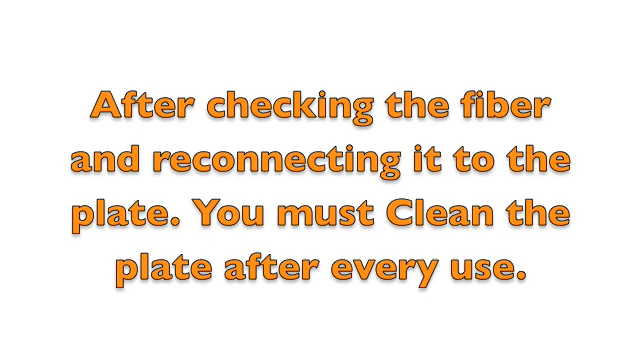 After checking the fiber
and reconnecting it to the
plate. You must Clean the
plate after every use.